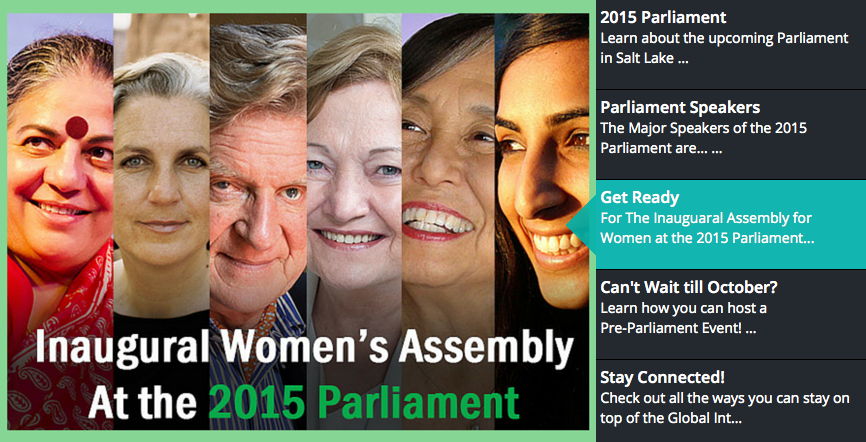 Inaugural Women's Assembly
At the 2015 Parliament
2015 Parliament
Learn about the upcoming Parliament
in Salt Lake ...
Parliament Speakers
The Major Speakers of the 2015
Parliament are... ...
Get Ready
For The Inauguaral Assembly for
Women at the 2015 Parliament...
Can't Wait till October?
Learn how you can host a
Pre-Parliament Event! ...
Stay Connected!
Check out all the ways you can stay on
top of the Global Int...